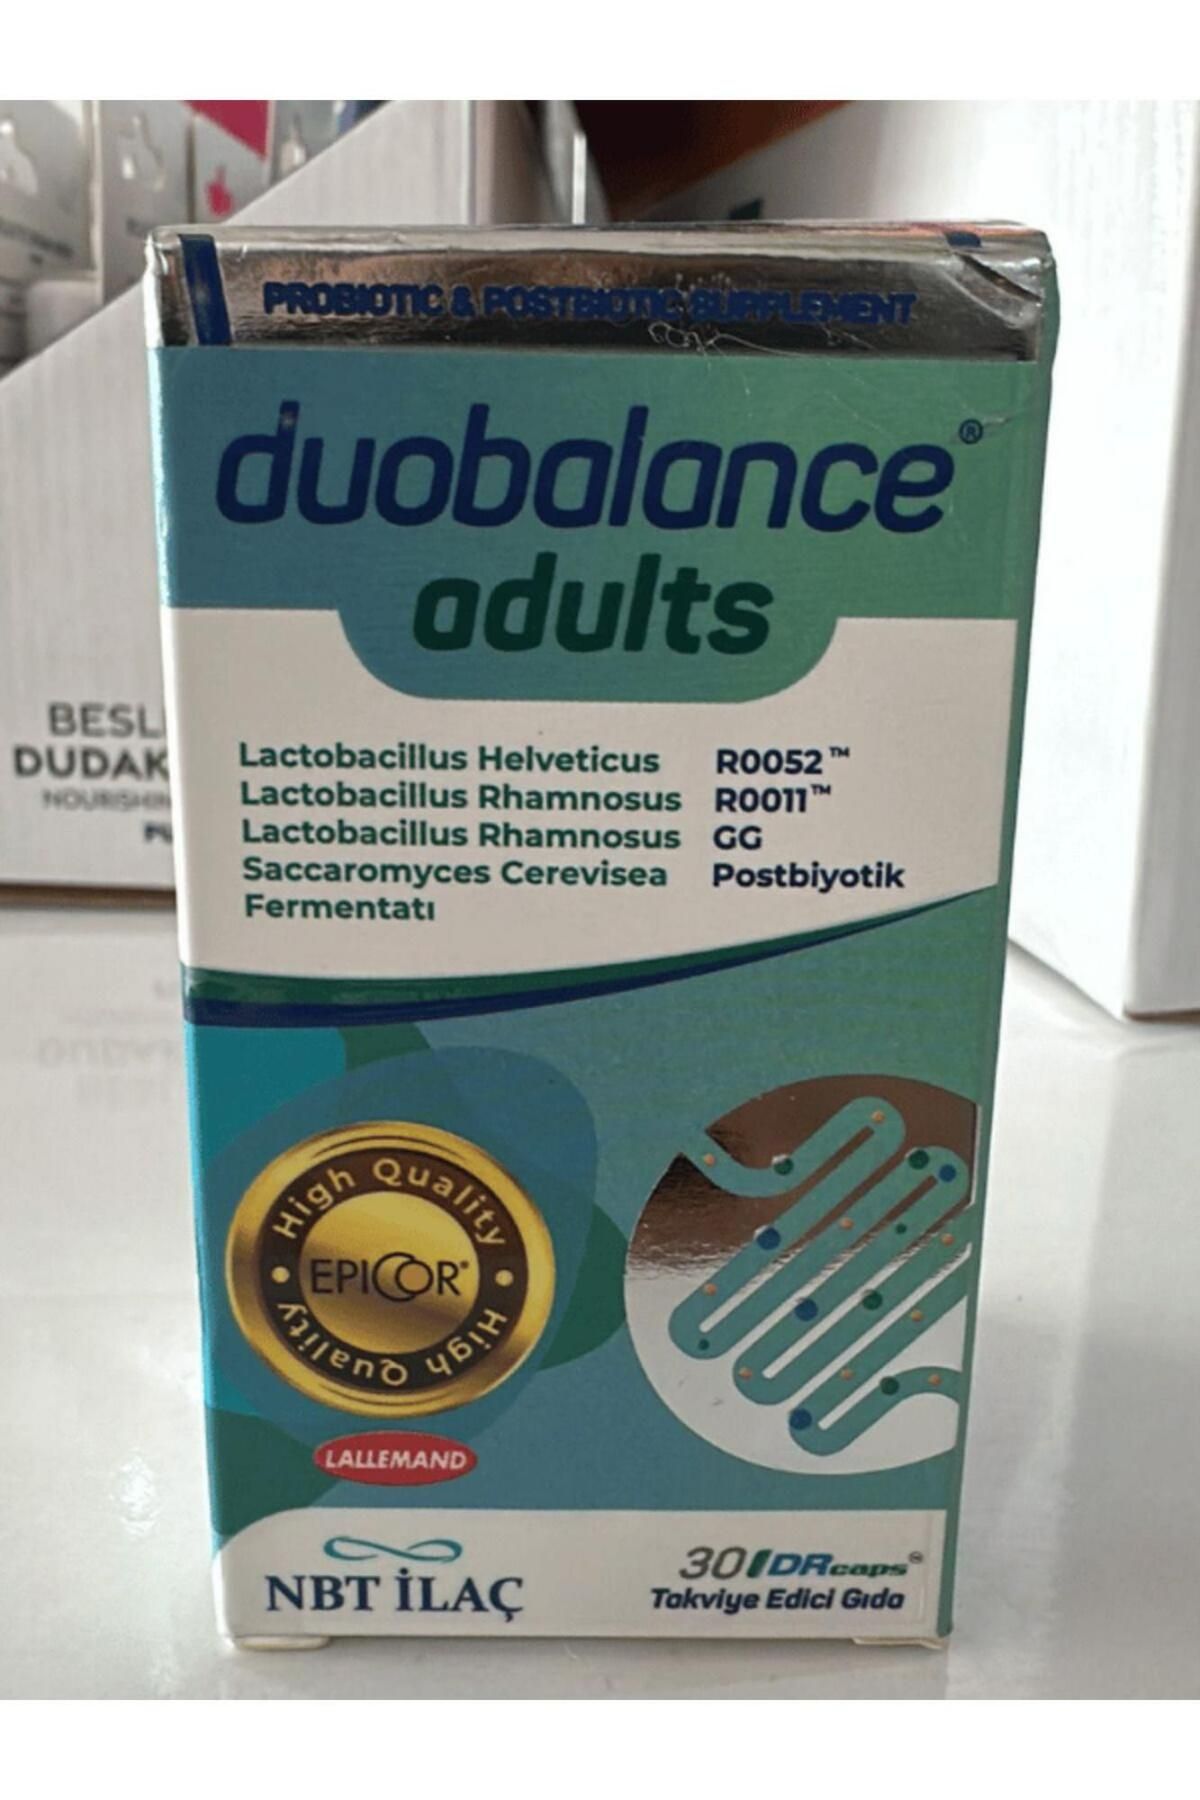 PROBIOTIC & POSTBIOTIC SUPPLEMENT
duobalance®
adults
Lactobacillus Helveticus R0052™
Lactobacillus Rhamnosus R0011™
Lactobacillus Rhamnosus GG
Saccaromyces Cerevisea Postbiyotik
Fermentatı
BESL
DUDAK
High Quality
EPICOR®
High Quality
LALLEMAND
NBT İLAÇ
30 DRcaps™
Takviye Edici Gıda